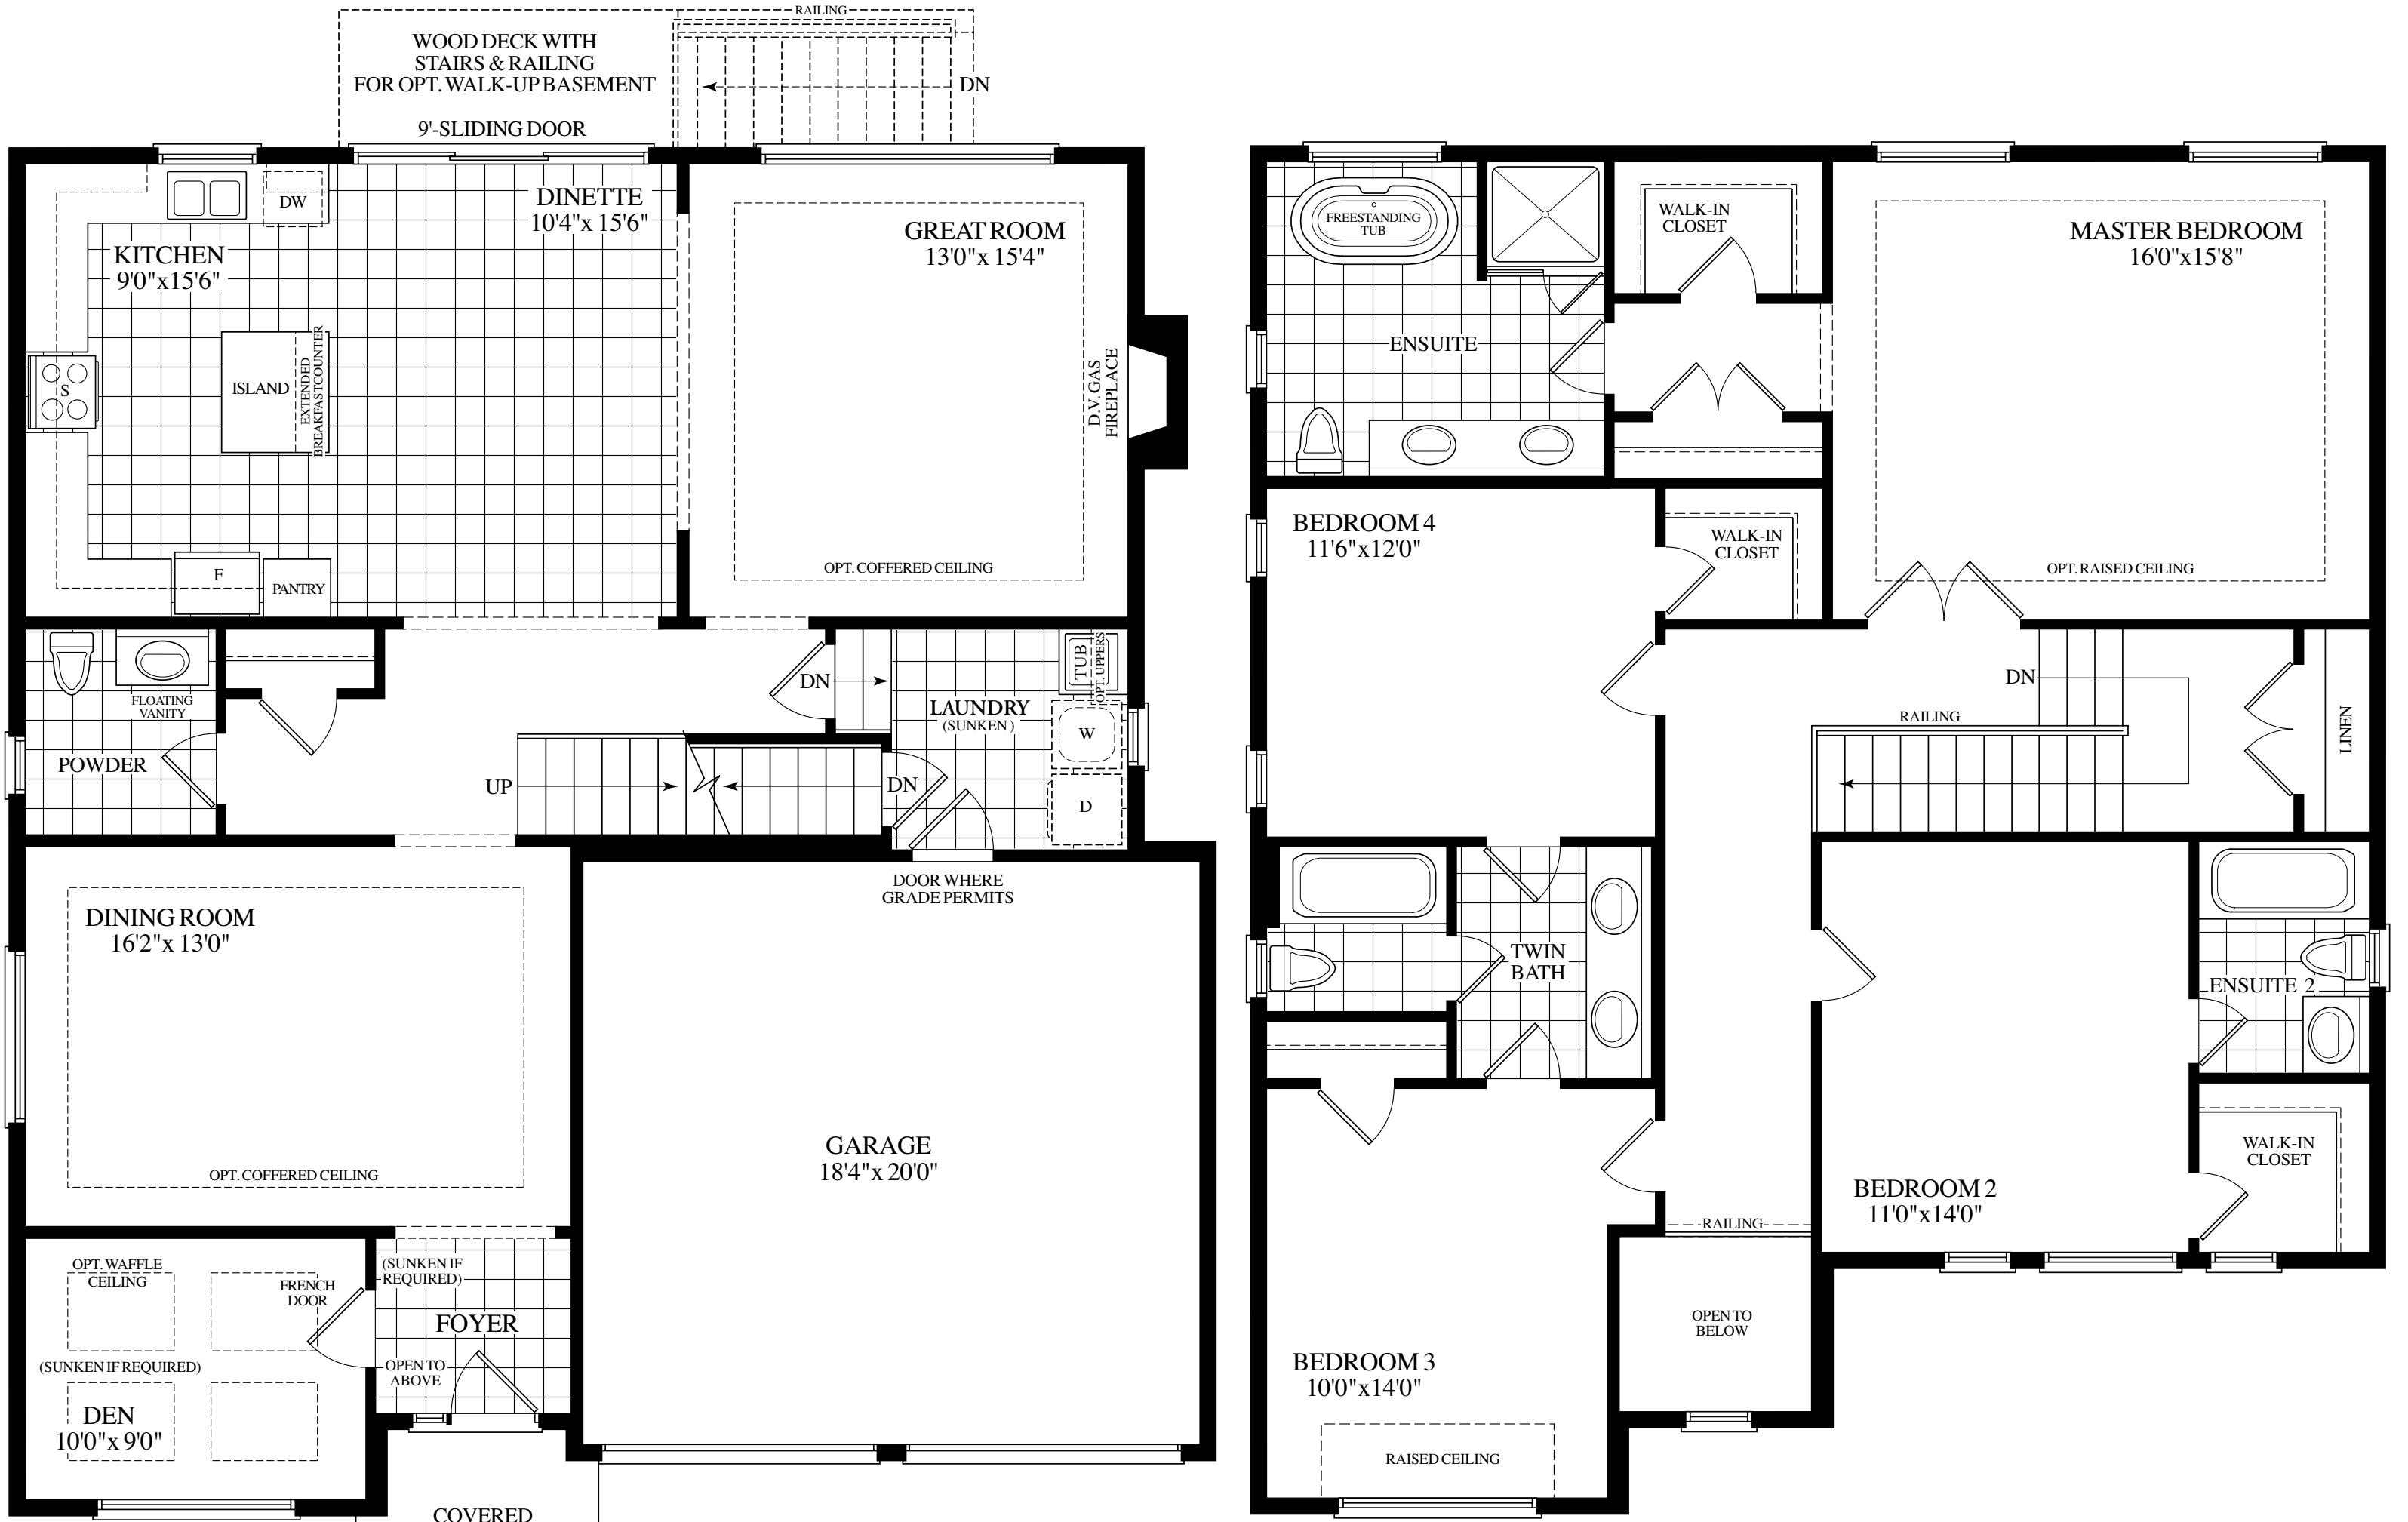 RAILING
WOOD DECK WITH
STAIRS & RAILING
FOR OPT. WALK-UP BASEMENT
DN
9'-SLIDING DOOR
DW
DINETTE
10'4"x 15'6"
KITCHEN
9'0"x15'6"
GREAT ROOM
13'0"x 15'4"
S
ISLAND
EXTENDED
BREAKFAST COUNTER
D.V. GAS
FIREPLACE
F
PANTRY
OPT. COFFERED CEILING
FLOATING
VANITY
POWDER
DN
TUB
OPT. UPPERS
LAUNDRY
(SUNKEN)
W
UP
DN
D
DOOR WHERE
GRADE PERMITS
DINING ROOM
16'2"x 13'0"
OPT. COFFERED CEILING
GARAGE
18'4"x 20'0"
OPT. WAFFLE
CEILING
FRENCH
DOOR
(SUNKEN IF
REQUIRED)
FOYER
(SUNKEN IF REQUIRED)
OPEN TO
ABOVE
DEN
10'0"x 9'0"
COVERED
FREESTANDING
TUB
WALK-IN
CLOSET
MASTER BEDROOM
16'0"x15'8"
ENSUITE
BEDROOM 4
11'6"x12'0"
WALK-IN
CLOSET
OPT. RAISED CEILING
DN
RAILING
LINEN
TWIN
BATH
ENSUITE 2
WALK-IN
CLOSET
BEDROOM 2
11'0"x14'0"
RAILING
OPEN TO
BELOW
BEDROOM 3
10'0"x14'0"
RAISED CEILING